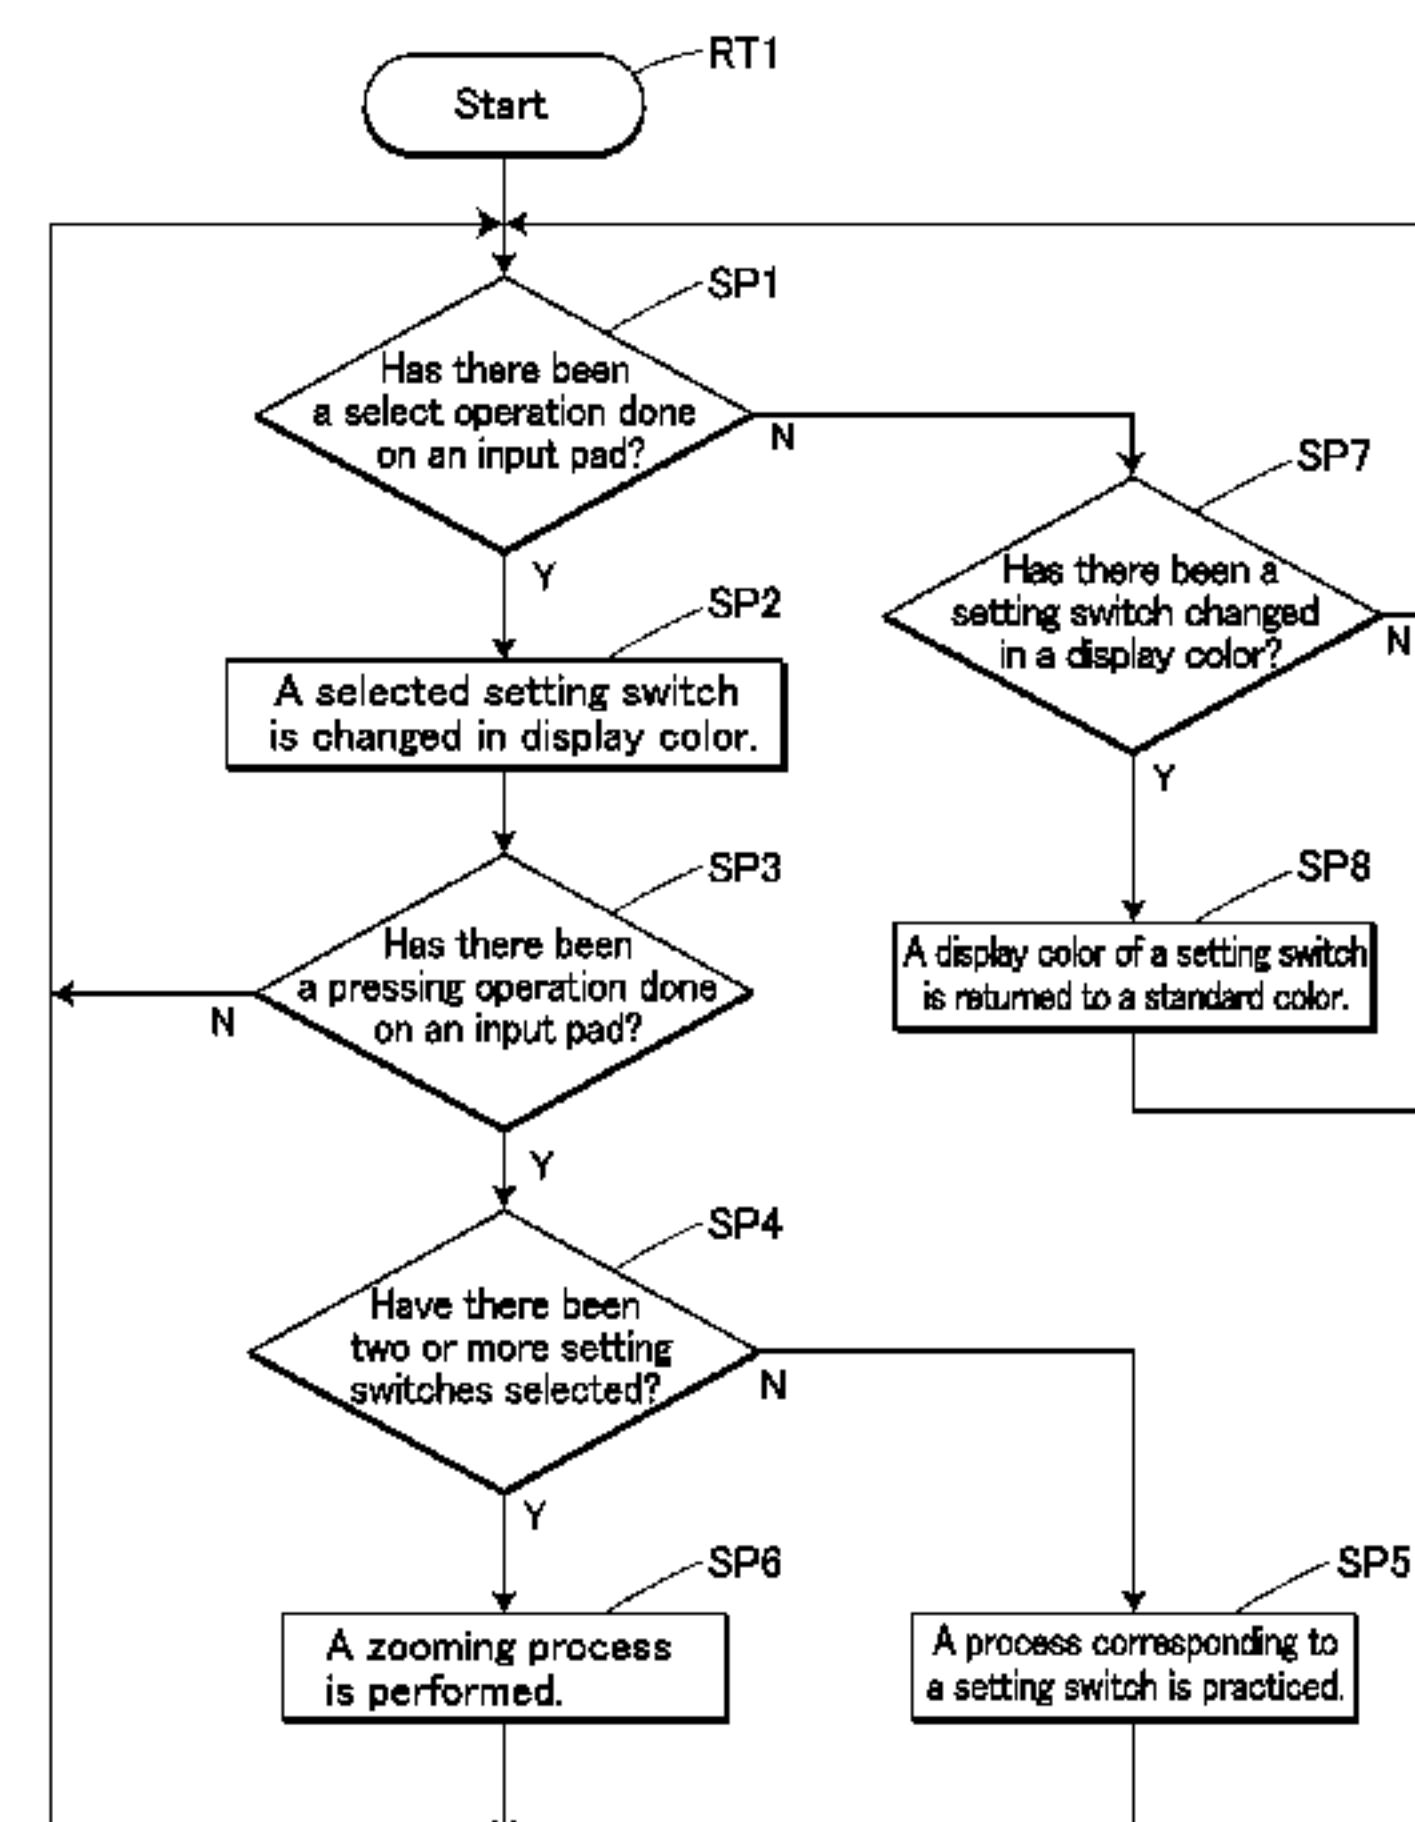 RT1
Start
SP1
Has there been
a select operation done
on an input pad?
N
Y
SP7
Has there been a
setting switch changed
in a display color?
N
Y
SP2
A selected setting switch
is changed in display color.
SP8
A display color of a setting switch
is returned to a standard color.
SP3
Has there been
a pressing operation done
on an input pad?
N
Y
SP4
Have there been
two or more setting
switches selected?
N
Y
SP6
A zooming process
is performed.
SP5
A process corresponding to
a setting switch is practiced.